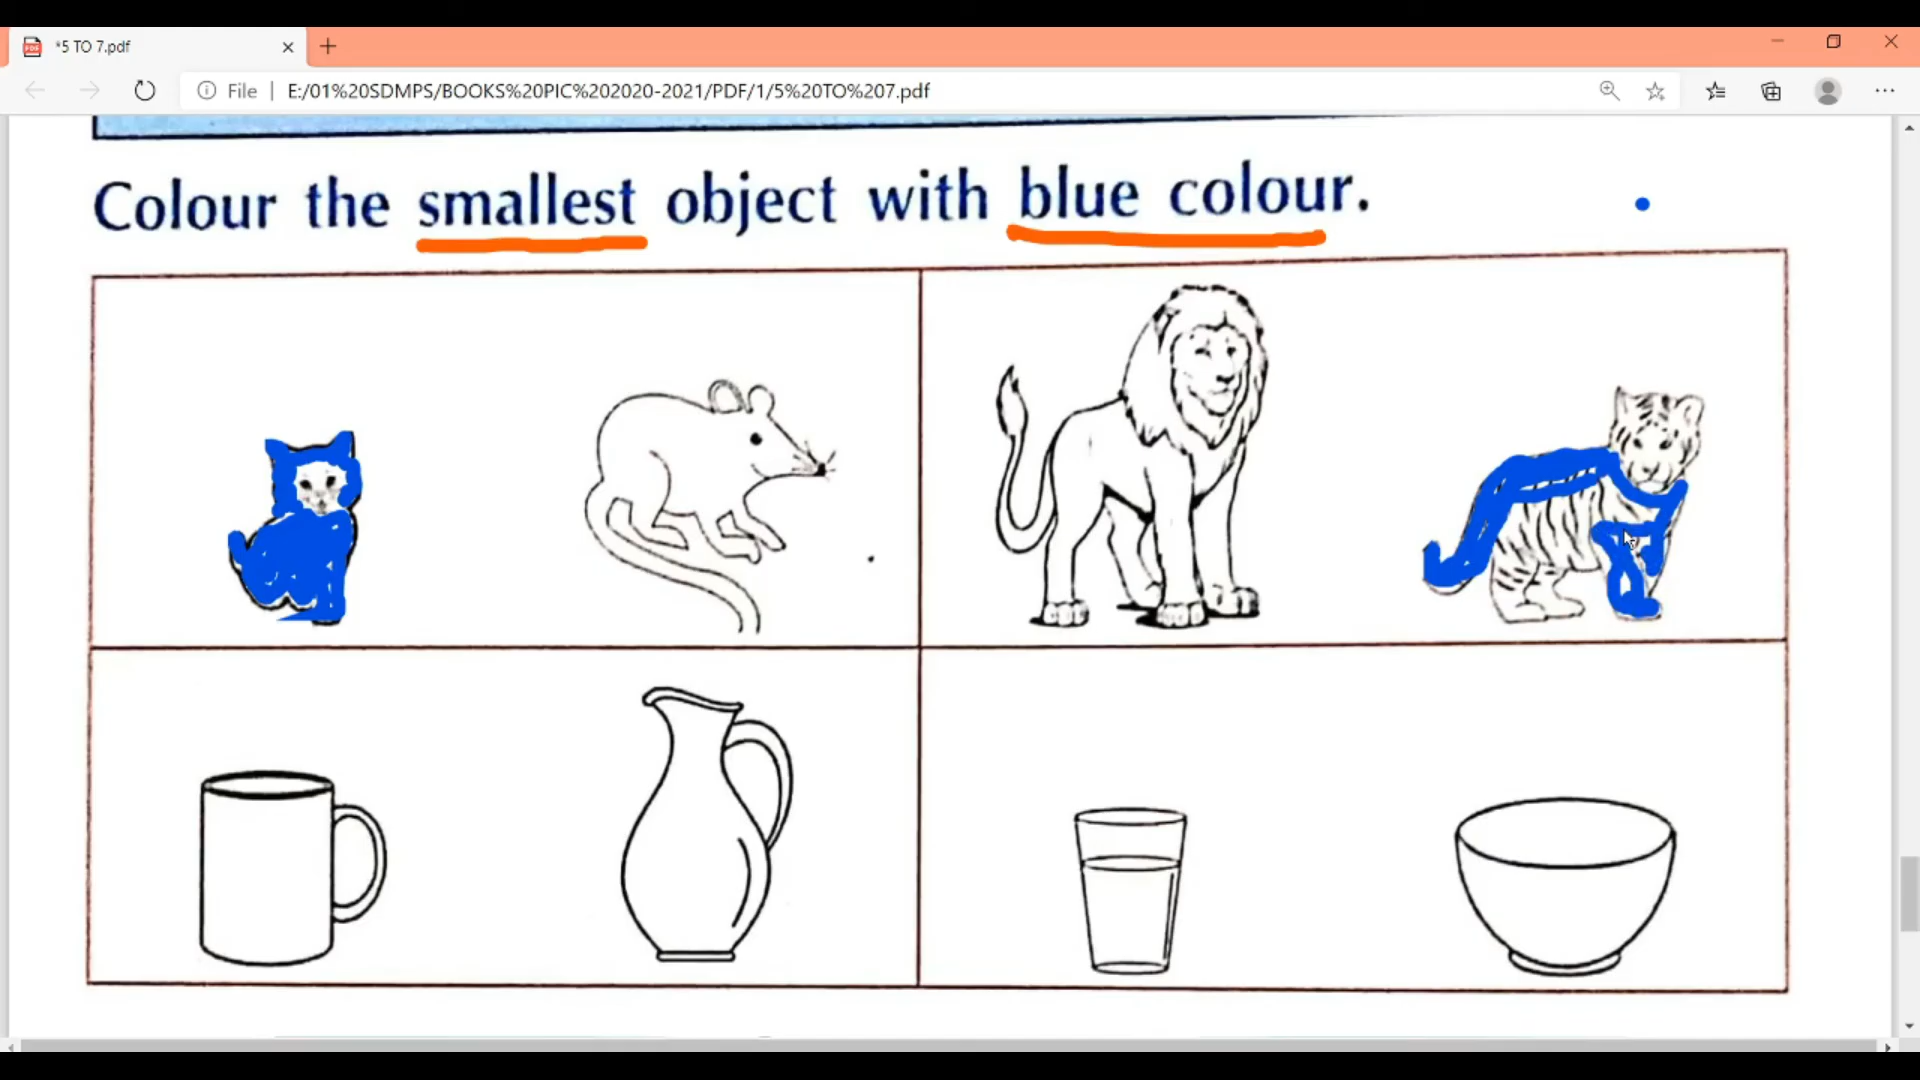 *5 TO 7.pdf
File | E:/01%20SDMPS/BOOKS%20PIC%202020-2021/PDF/1/5%20TO%207.pdf
Colour the smallest object with blue colour.